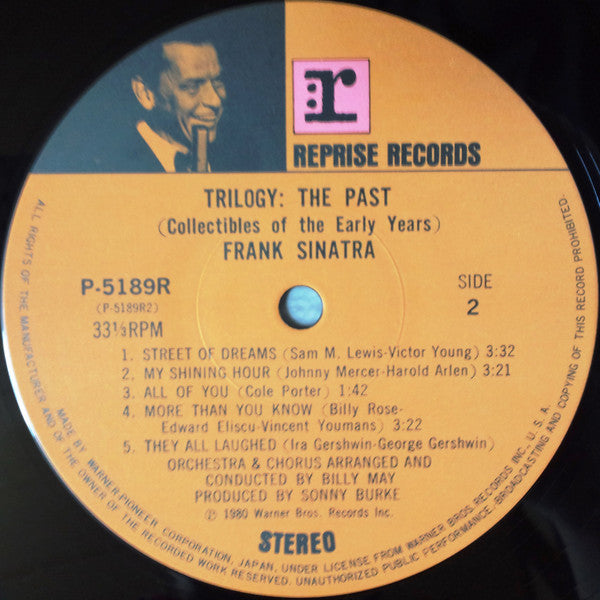 r
REPRISE RECORDS
TRILOGY: THE PAST
(Collectibles of the Early Years)
FRANK SINATRA
P-5189R
(P-5189R2)
33⅓RPM
SIDE
2
1. STREET OF DREAMS (Sam M. Lewis-Victor Young) 3:32
2. MY SHINING HOUR (Johnny Mercer-Harold Arlen) 3:21
3. ALL OF YOU (Cole Porter) 1:42
4. MORE THAN YOU KNOW (Billy Rose-
Edward Eliscu-Vincent Youmans) 3:22
5. THEY ALL LAUGHED (Ira Gershwin-George Gershwin)
ORCHESTRA & CHORUS ARRANGED AND
CONDUCTED BY BILLY MAY
PRODUCED BY SONNY BURKE
℗ 1980 Warner Bros. Records Inc.
STEREO
MADE BY WARNER-PIONEER CORPORATION, JAPAN, UNDER LICENSE FROM WARNER BROS. RECORDS INC., U. S. A.
ALL RIGHTS OF THE MANUFACTURER AND OF THE OWNER OF THE RECORDED WORK RESERVED. UNAUTHORIZED PUBLIC PERFORMANCE, BROADCASTING AND COPYING OF THIS RECORD PROHIBITED.